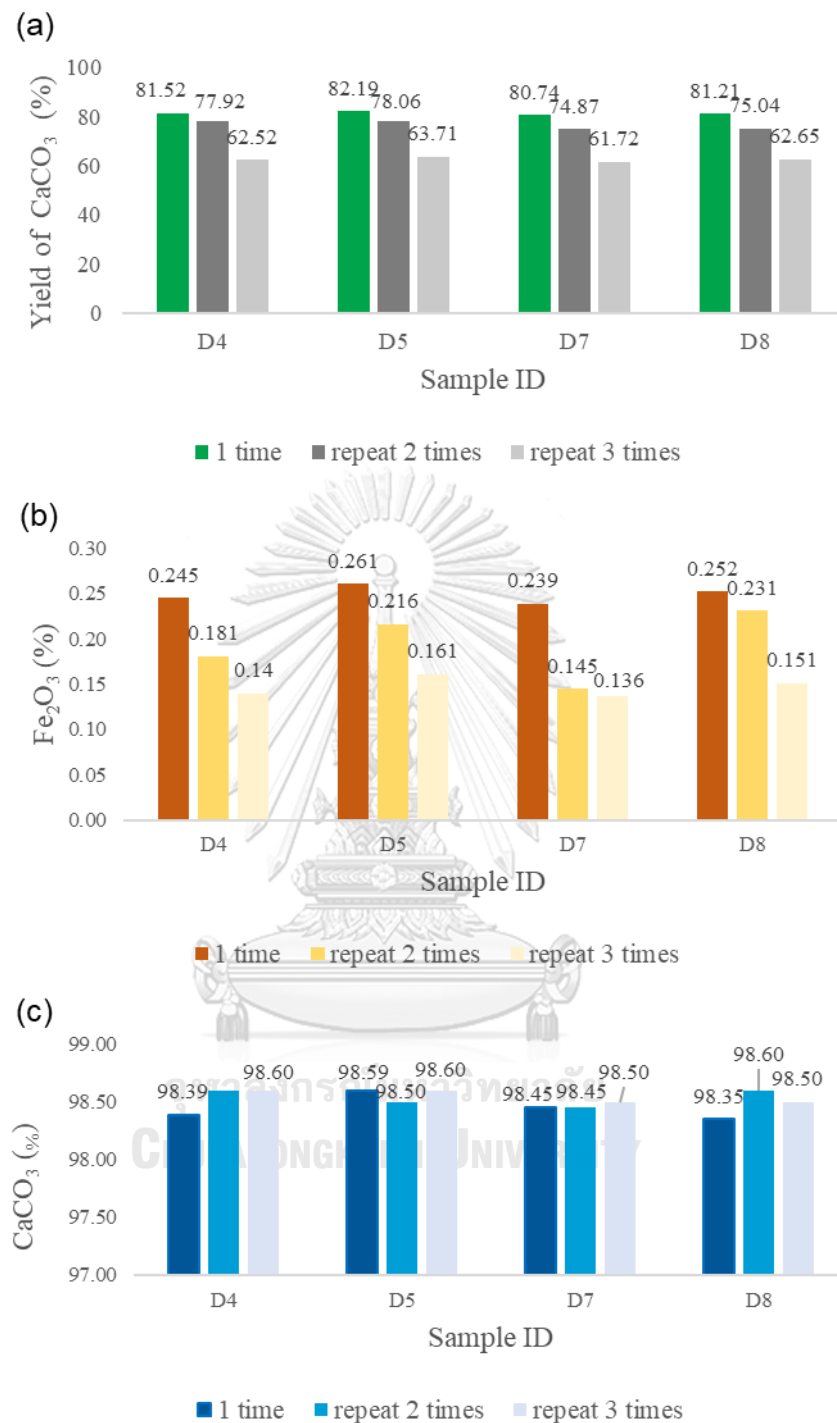 (a)
Yield of CaCO3 (%)
100
80
60
40
20
0
81.52 77.92 62.52 82.19 78.06 63.71 80.74 74.87 61.72 81.21 75.04 62.65
D4 D5 D7 D8
Sample ID
1 time repeat 2 times repeat 3 times
(b)
Fe2O3 (%)
0.30
0.25
0.20
0.15
0.10
0.05
0.00
0.245 0.181 0.14 0.261 0.216 0.161 0.239 0.145 0.136 0.252 0.231 0.151
D4 D5 D7 D8
Sample ID
1 time repeat 2 times repeat 3 times
(c)
CaCO3 (%)
99.00
98.50
98.00
97.50
97.00
98.39 98.60 98.59 98.50 98.60 98.45 98.45 98.50 98.35 98.60 98.50
D4 D5 D7 D8
Sample ID
1 time repeat 2 times repeat 3 times